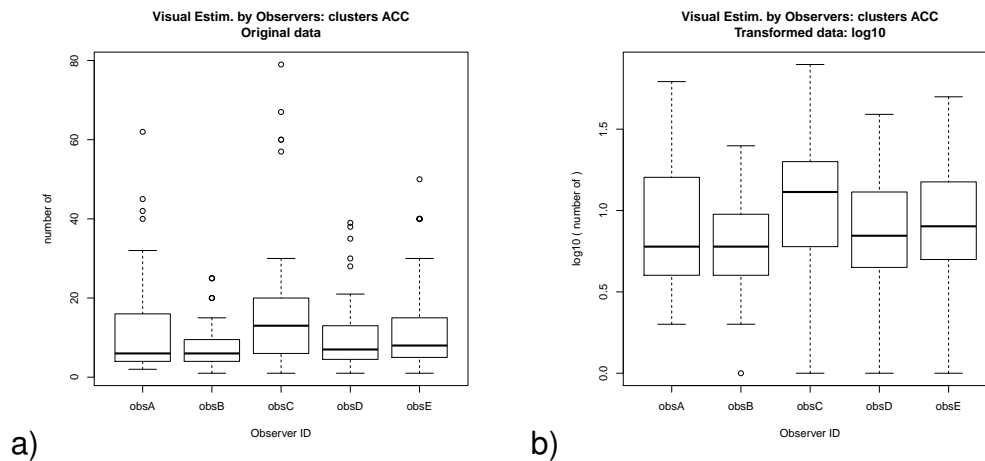 Visual Estim. by Observers: clusters ACC
Original data
number of
80
60
40
20
0
obsA obsB obsC obsD obsE
Observer ID
a)
Visual Estim. by Observers: clusters ACC
Transformed data: log10
log10 ( number of )
1.5
1.0
0.5
0.0
obsA obsB obsC obsD obsE
Observer ID
b)